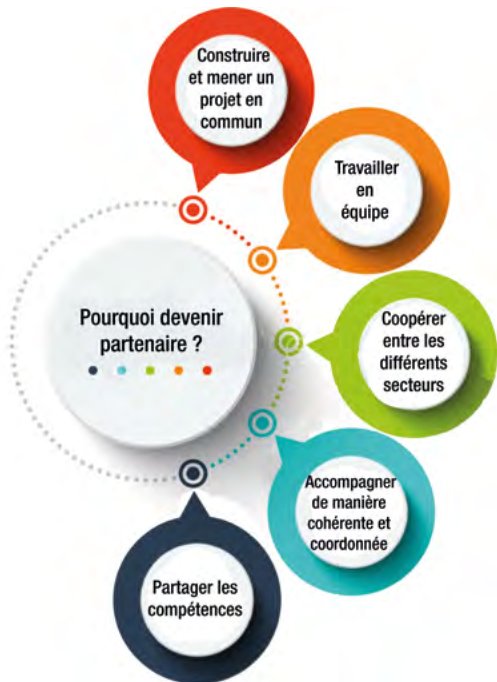 Construire
et mener un
projet en
commun
Travailler
en
équipe
Pourquoi devenir
partenaire ?
Coopérer
entre les
différents
secteurs
Accompagner
de manière
cohérente et
coordonnée
Partager les
compétences